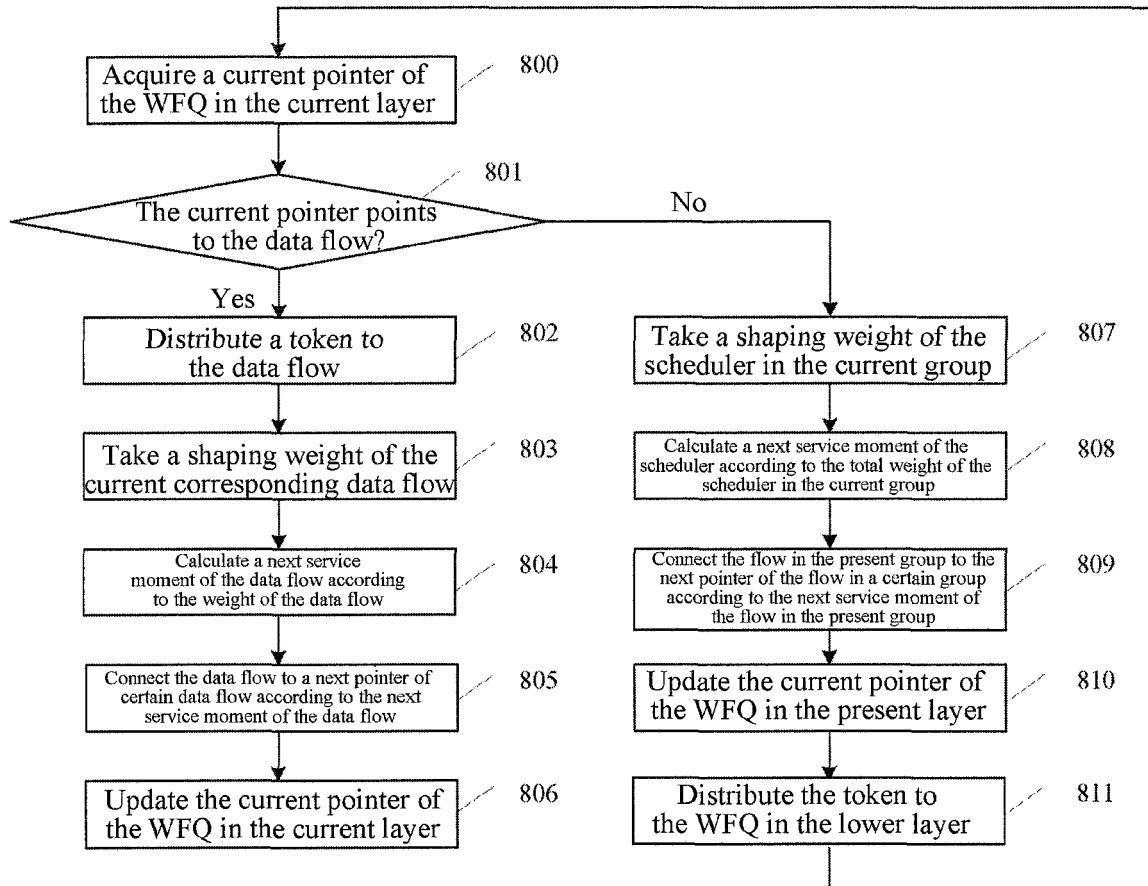 Acquire a current pointer of
the WFQ in the current layer
800
801
The current pointer points
to the data flow?
No
Yes
Distribute a token to
the data flow
802
Take a shaping weight of the
current corresponding data flow
803
Calculate a next service
moment of the data flow according
to the weight of the data flow
804
Connect the data flow to a next pointer of
certain data flow according to the next
service moment of the data flow
805
Update the current pointer of
the WFQ in the current layer
806
Take a shaping weight of the
scheduler in the current group
807
Calculate a next service moment of the
scheduler according to the total weight of the
scheduler in the current group
808
Connect the flow in the present group to the
next pointer of the flow in a certain group
according to the next service moment of
the flow in the present group
809
Update the current pointer of
the WFQ in the present layer
810
Distribute the token to
the WFQ in the lower layer
811